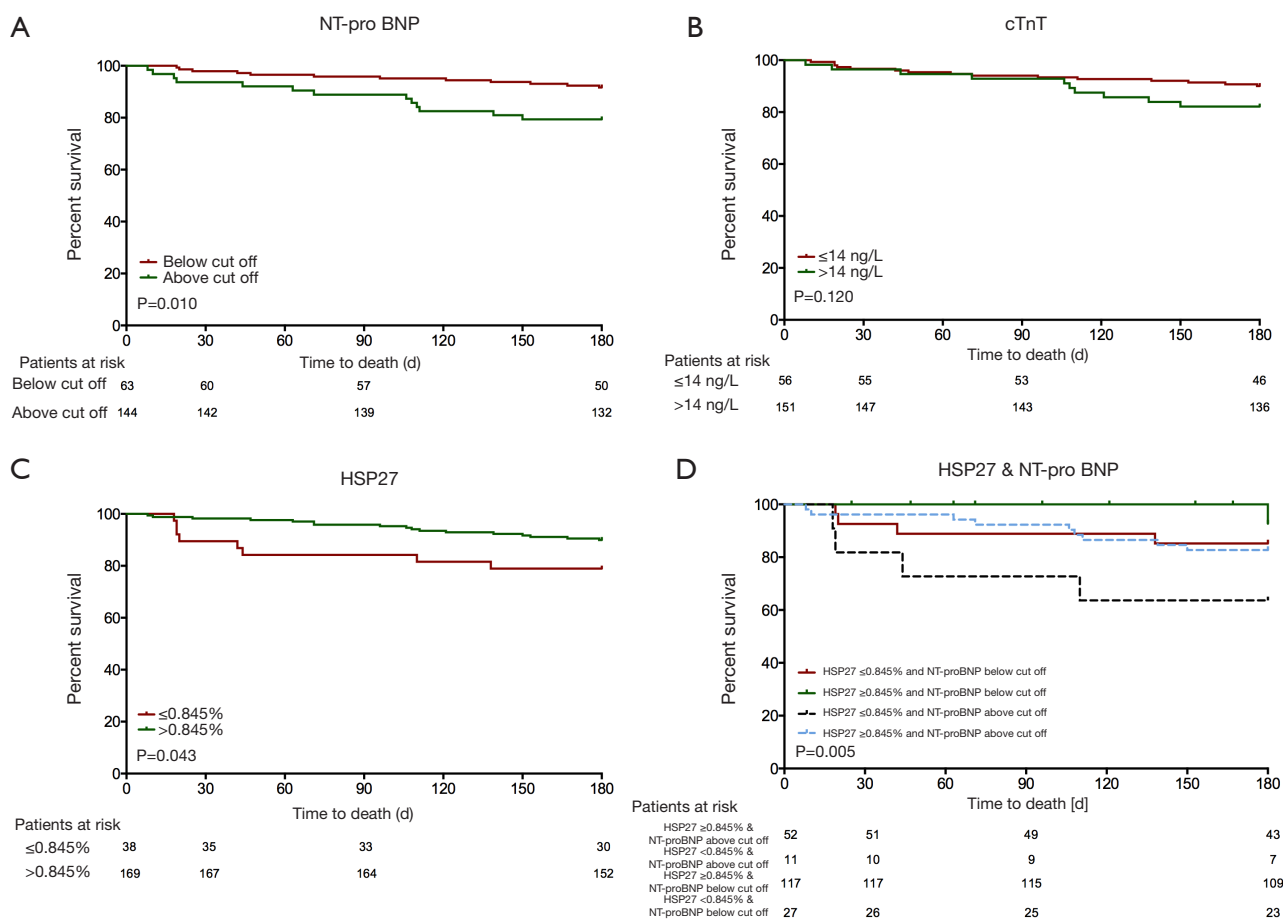 A
NT-pro BNP
Percent survival
100
80
60
40
20
0
Below cut off
Above cut off
P=0.010
0 30 60 90 120 150 180
Time to death (d)
Patients at risk
Below cut off 63 60 57 50
Above cut off 144 142 139 132
B
cTnT
Percent survival
100
80
60
40
20
0
≤14 ng/L
>14 ng/L
P=0.120
0 30 60 90 120 150 180
Time to death (d)
Patients at risk
≤14 ng/L 56 55 53 46
>14 ng/L 151 147 143 136
C
HSP27
Percent survival
100
80
60
40
20
0
≤0.845%
>0.845%
P=0.043
0 30 60 90 120 150 180
Time to death (d)
Patients at risk
≤0.845% 38 35 33 30
>0.845% 169 167 164 152
D
HSP27 & NT-pro BNP
Percent survival
100
80
60
40
20
0
HSP27 ≤0.845% and NT-proBNP below cut off
HSP27 ≥0.845% and NT-proBNP below cut off
HSP27 ≤0.845% and NT-proBNP above cut off
HSP27 ≥0.845% and NT-proBNP above cut off
P=0.005
0 30 60 90 120 150 180
Time to death [d]
Patients at risk
HSP27 ≥0.845% &
NT-proBNP above cut off 52 51 49 43
HSP27 <0.845% &
NT-proBNP above cut off 11 10 9 7
HSP27 ≥0.845% &
NT-proBNP below cut off 117 117 115 109
HSP27 <0.845% &
NT-proBNP below cut off 27 26 25 23